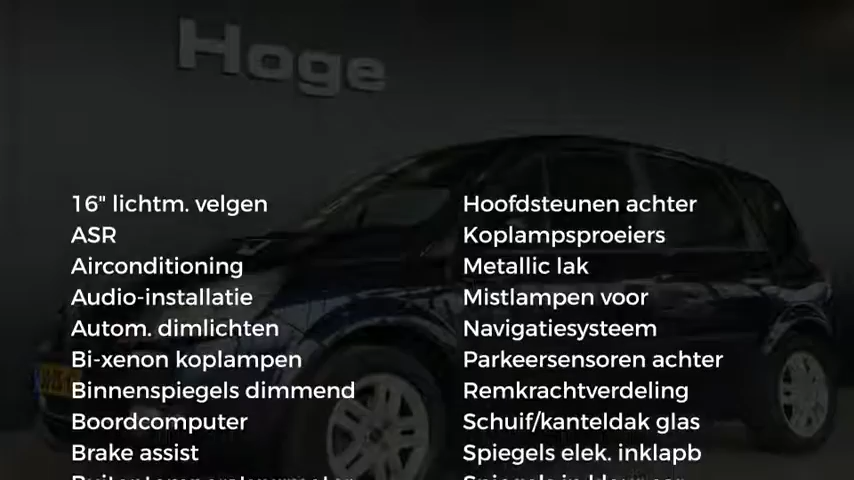 Hoge
16" lichtm. velgen
ASR
Airconditioning
Audio-installatie
Autom. dimlichten
Bi-xenon koplampen
Binnenspiegels dimmend
Boordcomputer
Brake assist
Hoofdsteunen achter
Koplampsproeiers
Metallic lak
Mistlampen voor
Navigatiesysteem
Parkeersensoren achter
Remkrachtverdeling
Schuif/kanteldak glas
Spiegels elek. inklapb